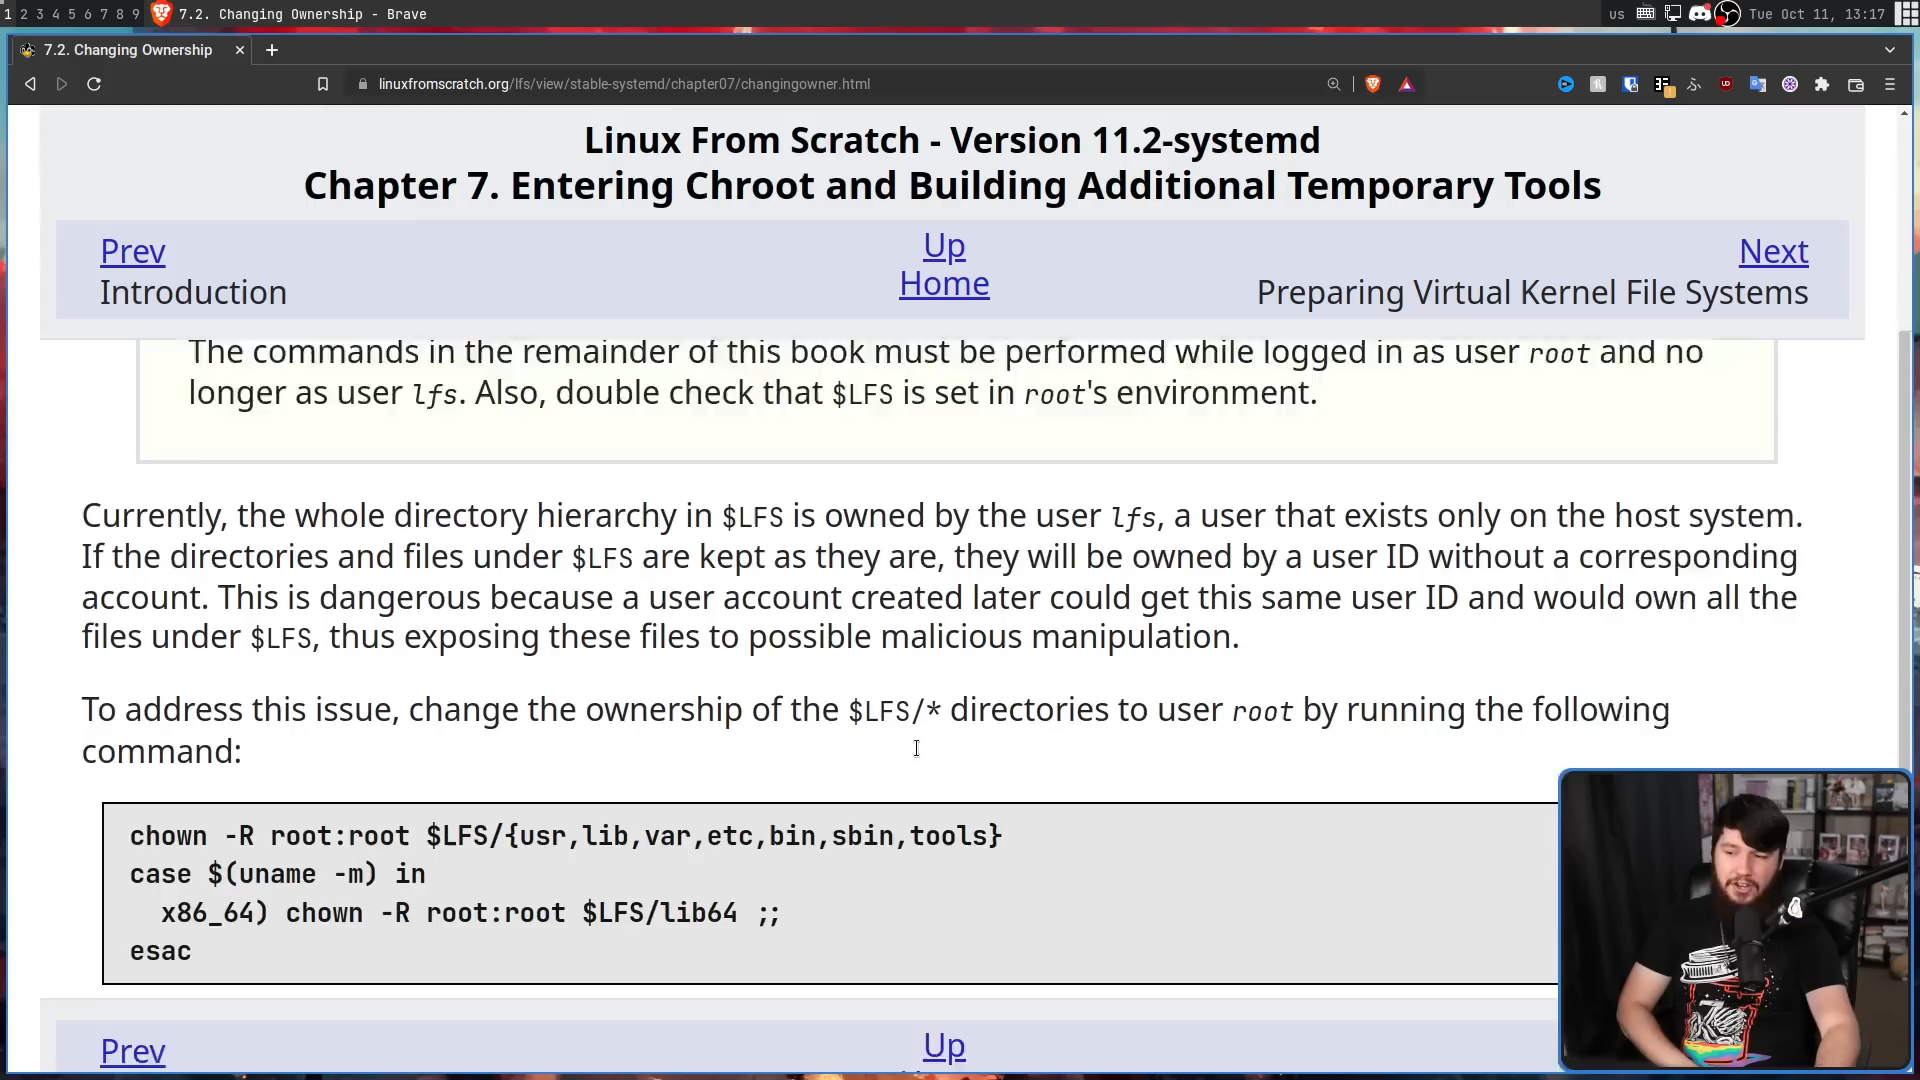 1 2 3 4 5 6 7 8 9 7.2. Changing Ownership - Brave us Tue Oct 11, 13:17
7.2. Changing Ownership
linuxfromscratch.org/lfs/view/stable-systemd/chapter07/changingowner.html
Linux From Scratch - Version 11.2-systemd
Chapter 7. Entering Chroot and Building Additional Temporary Tools
Prev Up Next
Introduction Home Preparing Virtual Kernel File Systems
The commands in the remainder of this book must be performed while logged in as user root and no
longer as user lfs. Also, double check that $LFS is set in root's environment.
Currently, the whole directory hierarchy in $LFS is owned by the user lfs, a user that exists only on the host system.
If the directories and files under $LFS are kept as they are, they will be owned by a user ID without a corresponding
account. This is dangerous because a user account created later could get this same user ID and would own all the
files under $LFS, thus exposing these files to possible malicious manipulation.
To address this issue, change the ownership of the $LFS/* directories to user root by running the following
command:
chown -R root:root $LFS/{usr,lib,var,etc,bin,sbin,tools}
case $(uname -m) in
x86_64) chown -R root:root $LFS/lib64 ;;
esac
Prev Up